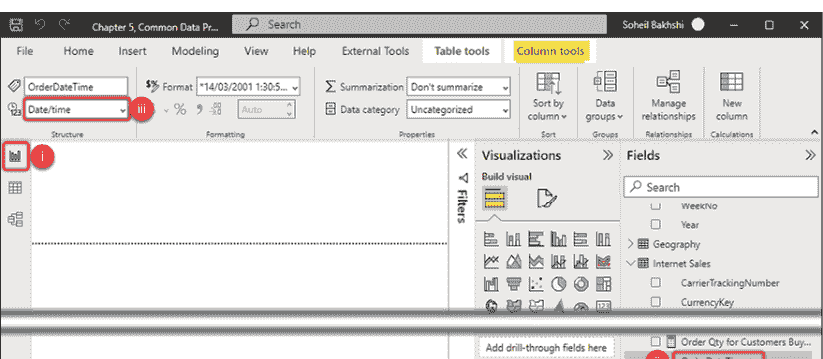 Chapter 5, Common Data Pr...
Search
Soheil Bakhshi
File Home Insert Modeling View Help External Tools Table tools Column tools
OrderDateTime
Format *14/03/2001 1:30:5...
Summarization Don't summarize
Date/time
iii
% Auto
Data category Uncategorized
Sort by column
Data groups
Manage relationships
New column
Structure Formatting Properties Sort Groups Relationships Calculations
i
Filters
Visualizations
Build visual
Fields
Search
WeekNo
Year
Geography
Internet Sales
CarrierTrackingNumber
CurrencyKey
Add drill-through fields here
Order Qty for Customers Buy...